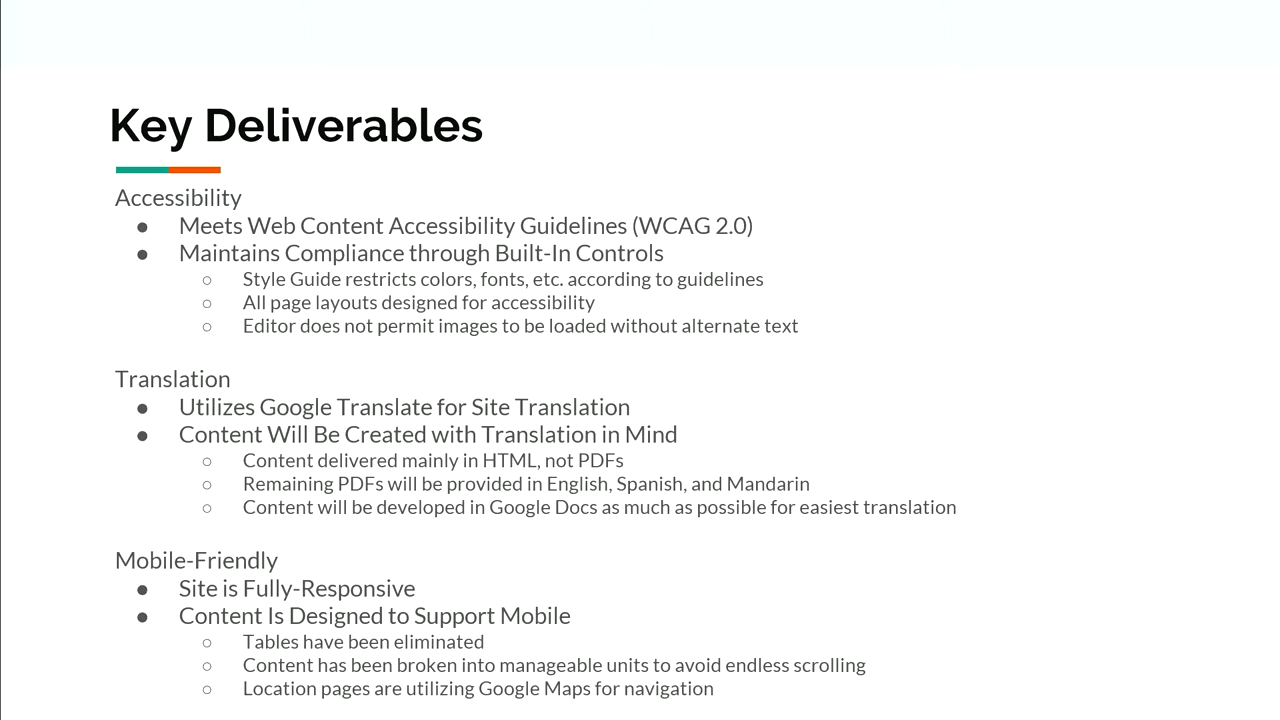 Key Deliverables
Accessibility
● Meets Web Content Accessibility Guidelines (WCAG 2.0)
● Maintains Compliance through Built-In Controls
○ Style Guide restricts colors, fonts, etc. according to guidelines
○ All page layouts designed for accessibility
○ Editor does not permit images to be loaded without alternate text
Translation
● Utilizes Google Translate for Site Translation
● Content Will Be Created with Translation in Mind
○ Content delivered mainly in HTML, not PDFs
○ Remaining PDFs will be provided in English, Spanish, and Mandarin
○ Content will be developed in Google Docs as much as possible for easiest translation
Mobile-Friendly
● Site is Fully-Responsive
● Content Is Designed to Support Mobile
○ Tables have been eliminated
○ Content has been broken into manageable units to avoid endless scrolling
○ Location pages are utilizing Google Maps for navigation